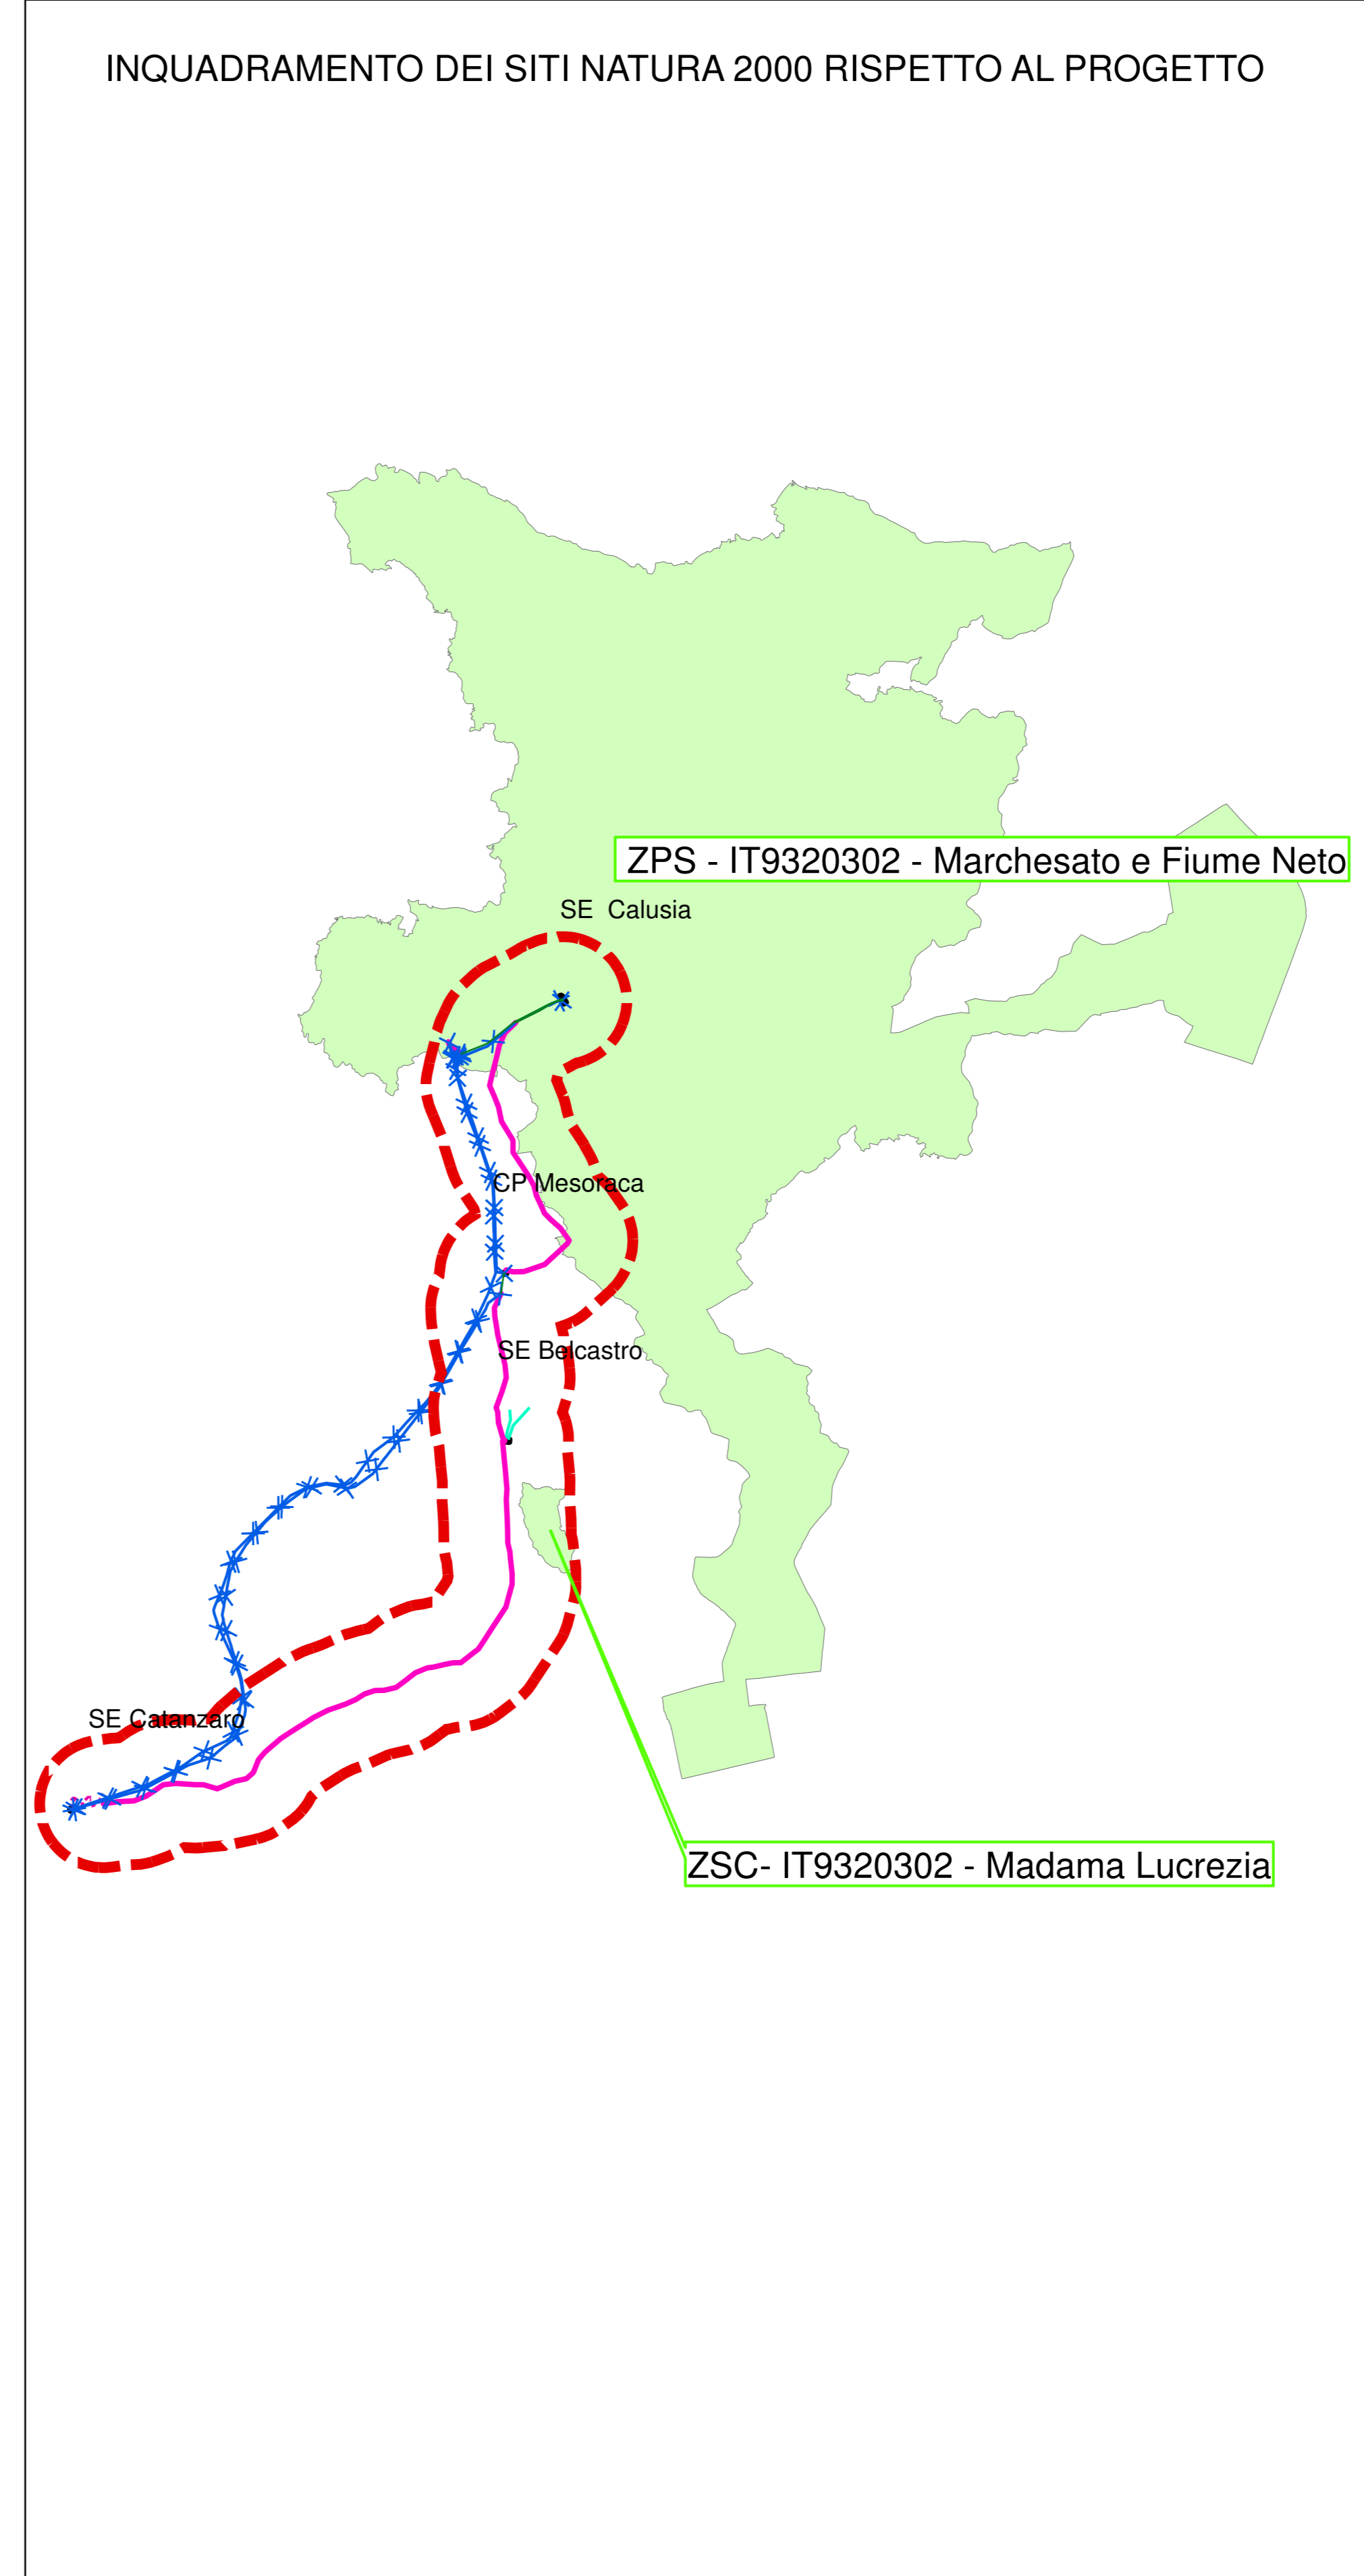 INQUADRAMENTO DEI SITI NATURA 2000 RISPETTO AL PROGETTO
ZPS - IT9320302 - Marchesato e Fiume Neto
SE Calusia
CP Mesoraca
SE Belcastro
SE Catanzaro
ZSC- IT9320302 - Madama Lucrezia